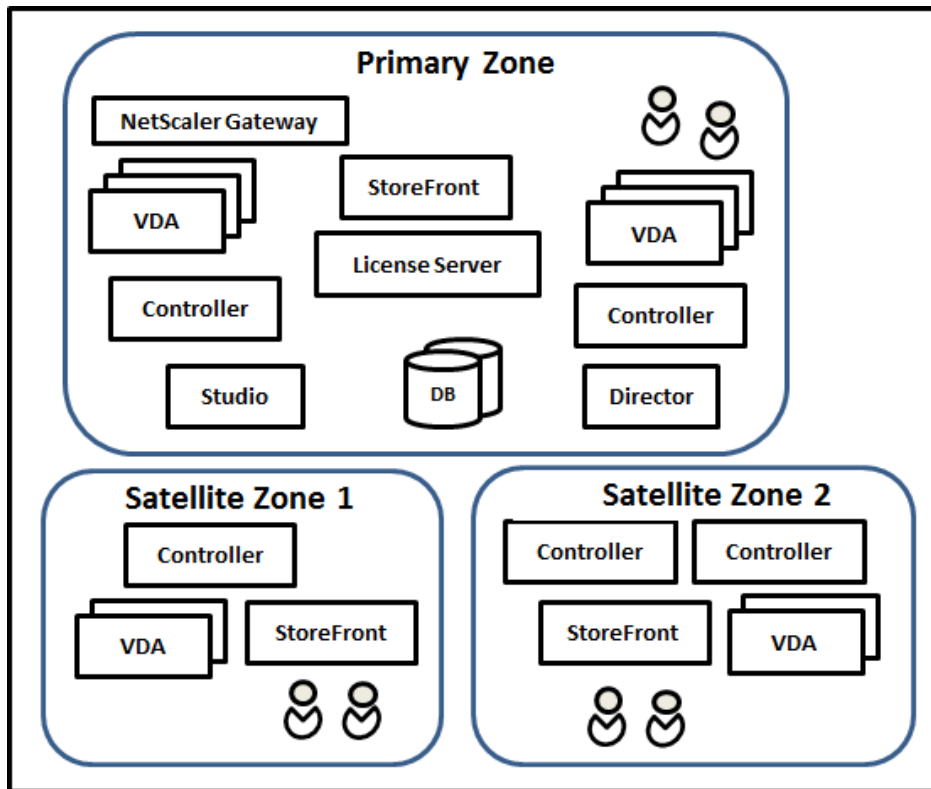 Primary Zone
NetScaler Gateway
StoreFront
VDA
VDA
License Server
Controller
Controller
Studio
DB
Director
Satellite Zone 1
Controller
VDA
StoreFront
Satellite Zone 2
Controller
Controller
StoreFront
VDA